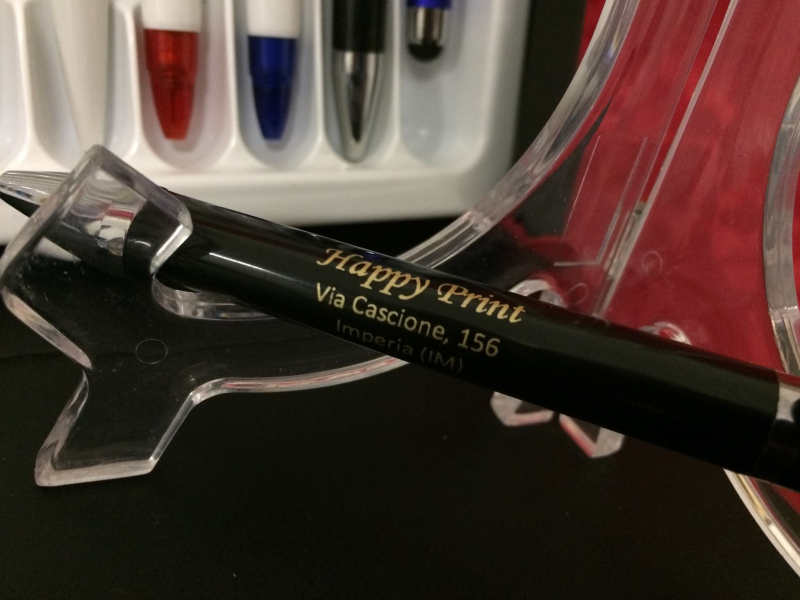 Happy Print
Via Cascione, 156
Imperia (IM)